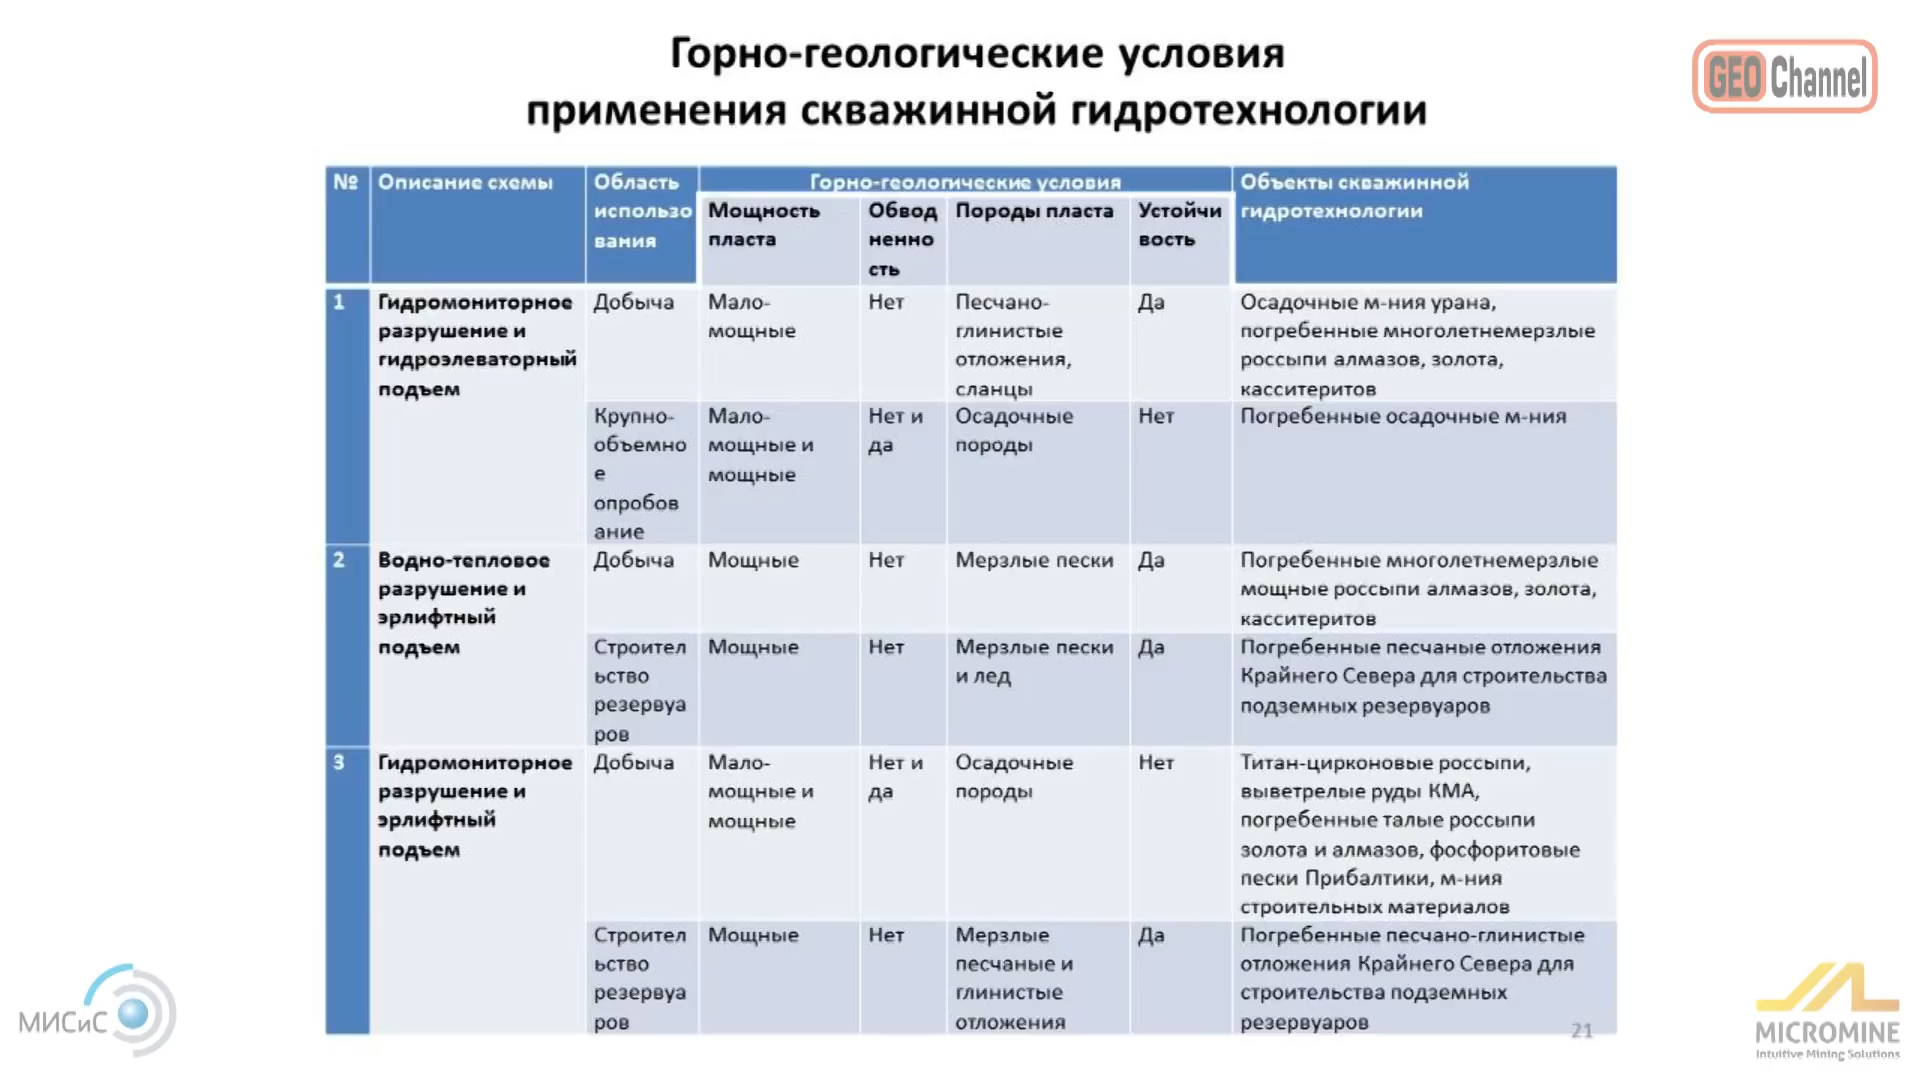 Горно-геологические условия
применения скважинной гидротехнологии
GEO Channel
№ Описание схемы Область использо вания Горно-геологические условия Объекты скважинной гидротехнологии
Мощность пласта Обвод ненно сть Породы пласта Устойчи вость
1 Гидромониторное разрушение и гидроэлеваторный подъем
Добыча
Мало-
мощные
Нет
Песчано-
глинистые
отложения,
сланцы
Да
Осадочные м-ния урана,
погребенные многолетнемерзлые
россыпи алмазов, золота,
касситеритов
Крупно-
объемно
е
опробов
ание
Мало-
мощные и
мощные
Нет и
да
Осадочные
породы
Нет
Погребенные осадочные м-ния
2
Водно-тепловое
разрушение и
эрлифтный
подъем
Добыча
Мощные
Нет
Мерзлые пески
Да
Погребенные многолетнемерзлые
мощные россыпи алмазов, золота,
касситеритов
Строител
ьство
резервуа
ров
Мощные
Нет
Мерзлые пески
и лед
Да
Погребенные песчаные отложения
Крайнего Севера для строительства
подземных резервуаров
3
Гидромониторное
разрушение и
эрлифтный
подъем
Добыча
Мало-
мощные и
мощные
Нет и
да
Осадочные
породы
Нет
Титан-цирконовые россыпи,
выветрелые руды КМА,
погребенные талые россыпи
золота и алмазов, фосфоритовые
пески Прибалтики, м-ния
строительных материалов
Строител
ьство
резервуа
ров
Мощные
Нет
Мерзлые
песчаные и
глинистые
отложения
Да
Погребенные песчано-глинистые
отложения Крайнего Севера для
строительства подземных
резервуаров
21
МИСиС
MICROMINE
Intuitive Mining Solutions